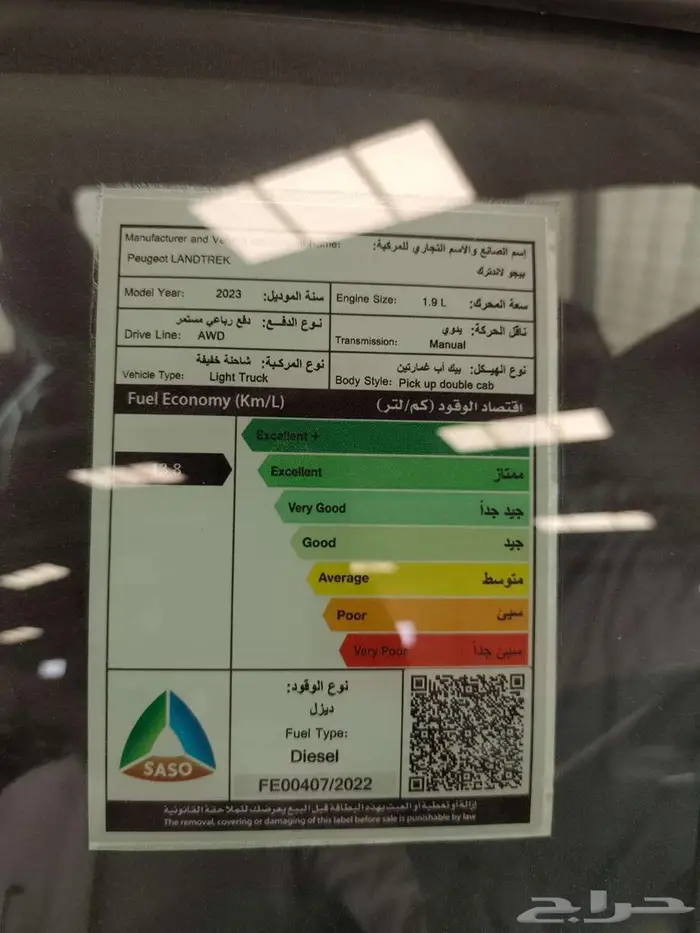 Manufacturer and
اسم الصانع والاسم التجاري للمركبة:
Peugeot LANDTREK
بيجو لاندترك
Model Year: 2023 سنة الموديل:
Engine Size: 1.9 L سعة المحرك:
نوع الدفع: دفع رباعي مستمر
Drive Line: AWD
ناقل الحركة: يدوي
Transmission: Manual
نوع المركبة: شاحنة خفيفة
Vehicle Type: Light Truck
نوع الهيكل: بيك أب غمارتين
Body Style: Pick up double cab
Fuel Economy (Km/L) اقتصاد الوقود (كم/لتر)
Excellent +
Excellent ممتاز
Very Good جيد جداً
Good جيد
Average متوسط
Poor سيئ
Very Poor سيئ جداً
نوع الوقود:
ديزل
Fuel Type:
Diesel
FE00407/2022
SASO
إزالة أو تغطية أو العبث بهذه البطاقة قبل البيع يعرضك للملاحقة القانونية
The removal, covering or damaging of this label before sale is punishable by law
حراج